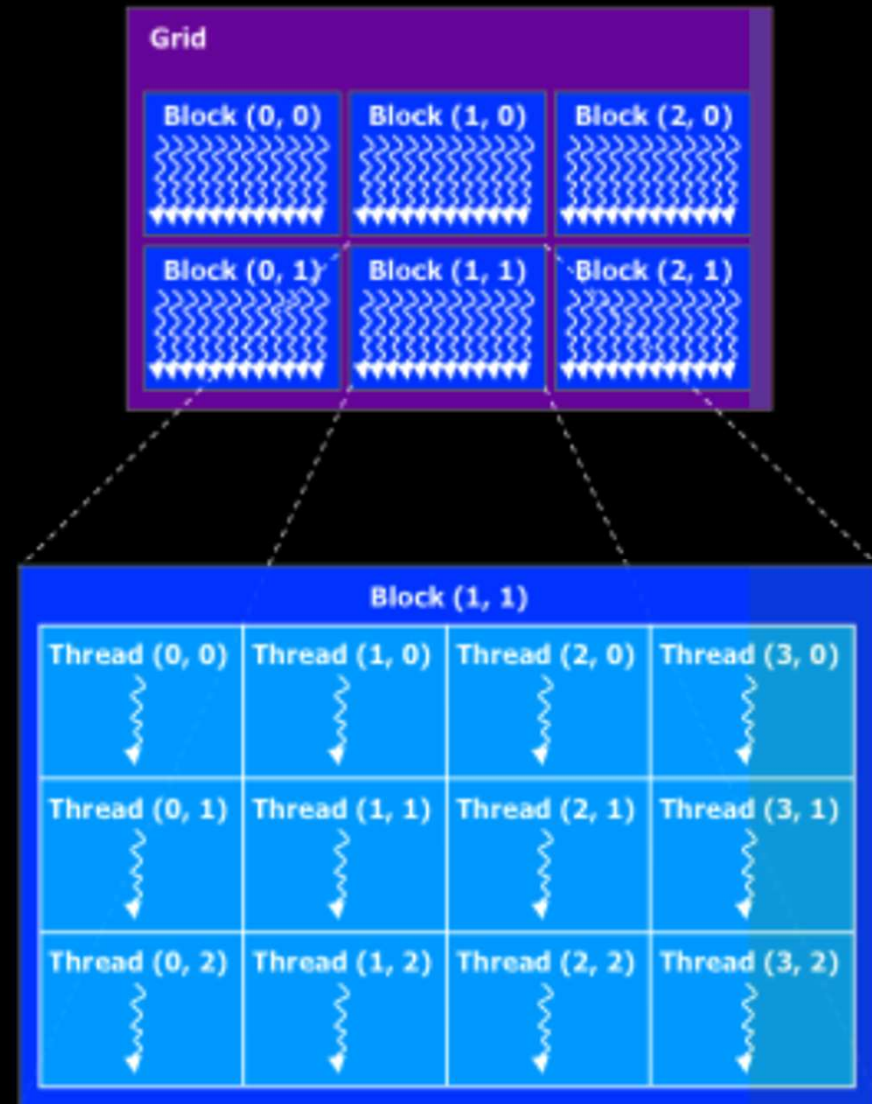 Grid
Block (0, 0) Block (1, 0) Block (2, 0)
Block (0, 1) Block (1, 1) Block (2, 1)
Block (1, 1)
Thread (0, 0) Thread (1, 0) Thread (2, 0) Thread (3, 0)
Thread (0, 1) Thread (1, 1) Thread (2, 1) Thread (3, 1)
Thread (0, 2) Thread (1, 2) Thread (2, 2) Thread (3, 2)